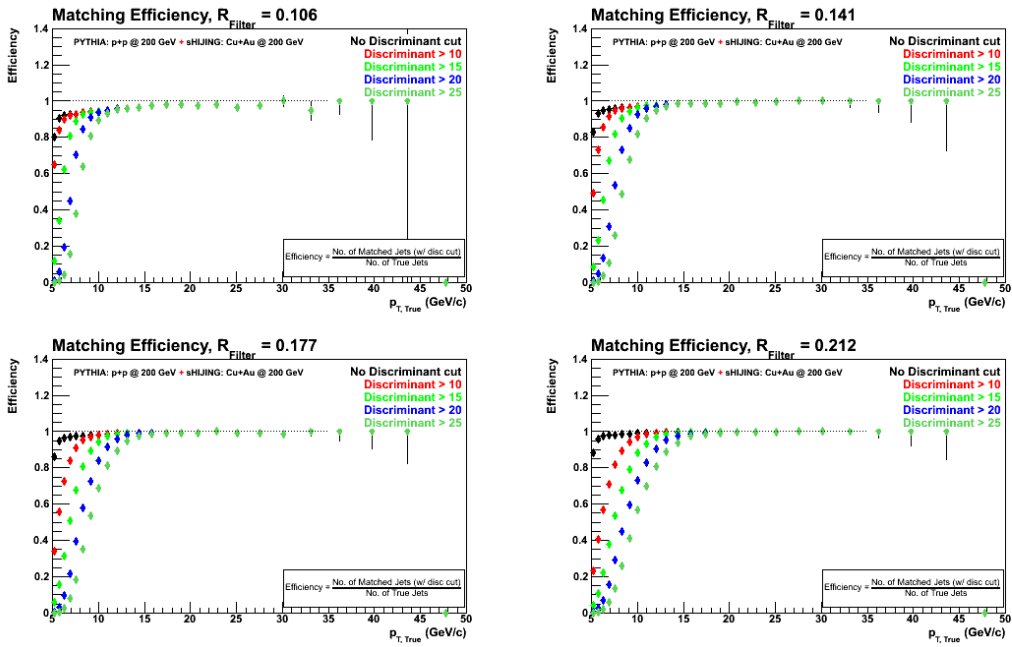 Matching Efficiency, R_Filter = 0.106
Efficiency
PYTHIA: p+p @ 200 GeV + sHIJING: Cu+Au @ 200 GeV
No Discriminant cut
Discriminant > 10
Discriminant > 15
Discriminant > 20
Discriminant > 25
1.4
1.2
1
0.8
0.6
0.4
0.2
0
Efficiency = No. of Matched Jets (w/ disc cut)
No. of True Jets
5 10 15 20 25 30 35 40 45 50
p_T, True (GeV/c)
Matching Efficiency, R_Filter = 0.141
Efficiency
PYTHIA: p+p @ 200 GeV + sHIJING: Cu+Au @ 200 GeV
No Discriminant cut
Discriminant > 10
Discriminant > 15
Discriminant > 20
Discriminant > 25
1.4
1.2
1
0.8
0.6
0.4
0.2
0
Efficiency = No. of Matched Jets (w/ disc cut)
No. of True Jets
5 10 15 20 25 30 35 40 45 50
p_T, True (GeV/c)
Matching Efficiency, R_Filter = 0.177
Efficiency
PYTHIA: p+p @ 200 GeV + sHIJING: Cu+Au @ 200 GeV
No Discriminant cut
Discriminant > 10
Discriminant > 15
Discriminant > 20
Discriminant > 25
1.4
1.2
1
0.8
0.6
0.4
0.2
0
Efficiency = No. of Matched Jets (w/ disc cut)
No. of True Jets
5 10 15 20 25 30 35 40 45 50
p_T, True (GeV/c)
Matching Efficiency, R_Filter = 0.212
Efficiency
PYTHIA: p+p @ 200 GeV + sHIJING: Cu+Au @ 200 GeV
No Discriminant cut
Discriminant > 10
Discriminant > 15
Discriminant > 20
Discriminant > 25
1.4
1.2
1
0.8
0.6
0.4
0.2
0
Efficiency = No. of Matched Jets (w/ disc cut)
No. of True Jets
5 10 15 20 25 30 35 40 45 50
p_T, True (GeV/c)